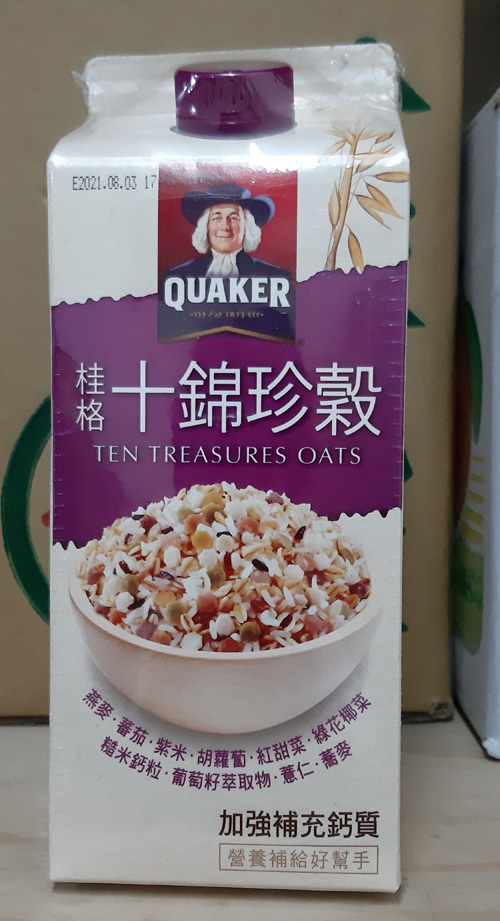 E2021.08.03 17
QUAKER
桂格
十錦珍穀
TEN TREASURES OATS
燕麥·蕃茄·紫米·胡蘿蔔·紅甜菜·綠花椰菜
糙米鈣粒·葡萄籽萃取物·薏仁·蕎麥
加強補充鈣質
營養補給好幫手